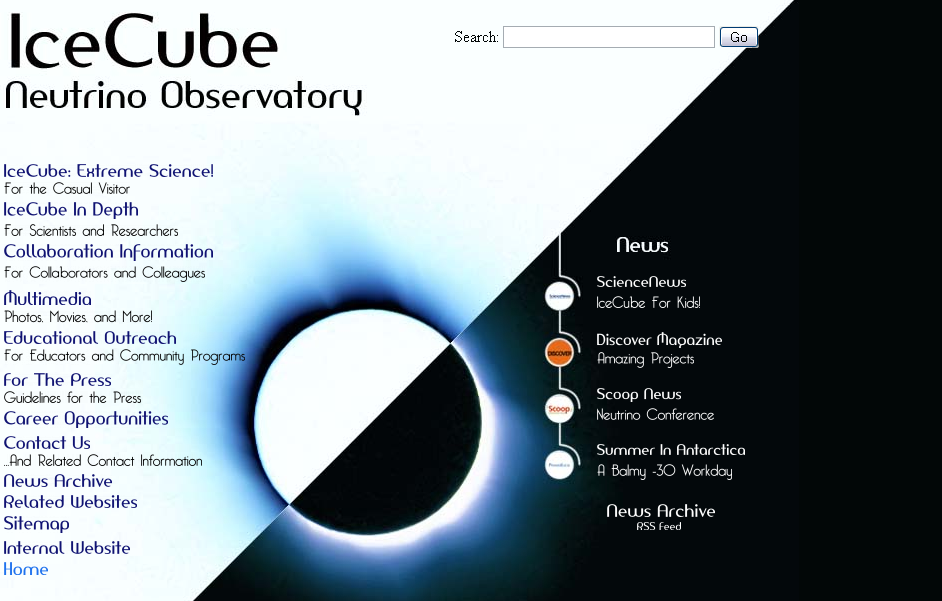 IceCube
Neutrino Observatory
Search:
Go
IceCube: Extreme Science!
For the Casual Visitor
IceCube In Depth
For Scientists and Researchers
Collaboration Information
For Collaborators and Colleagues
Multimedia
Photos, Movies, and More!
Educational Outreach
For Educators and Community Programs
For The Press
Guidelines for the Press
Career Opportunities
Contact Us
...And Related Contact Information
News Archive
Related Websites
Sitemap
Internal Website
Home
News
ScienceNews
IceCube For Kids!
DISCOVER
Discover Magazine
Amazing Projects
Scoop
Scoop News
Neutrino Conference
Summer In Antarctica
A Balmy -30 Workday
News Archive
RSS Feed